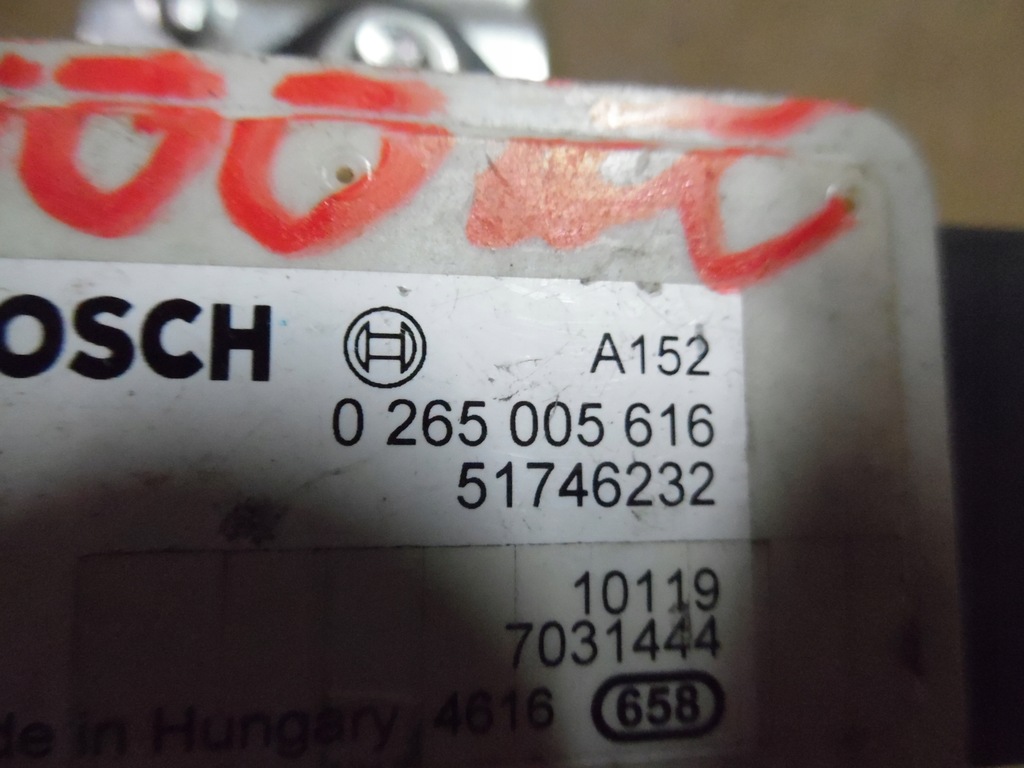 OSCH A152
0 265 005 616
51746232
10119
7031444
de in Hungary 4616 658